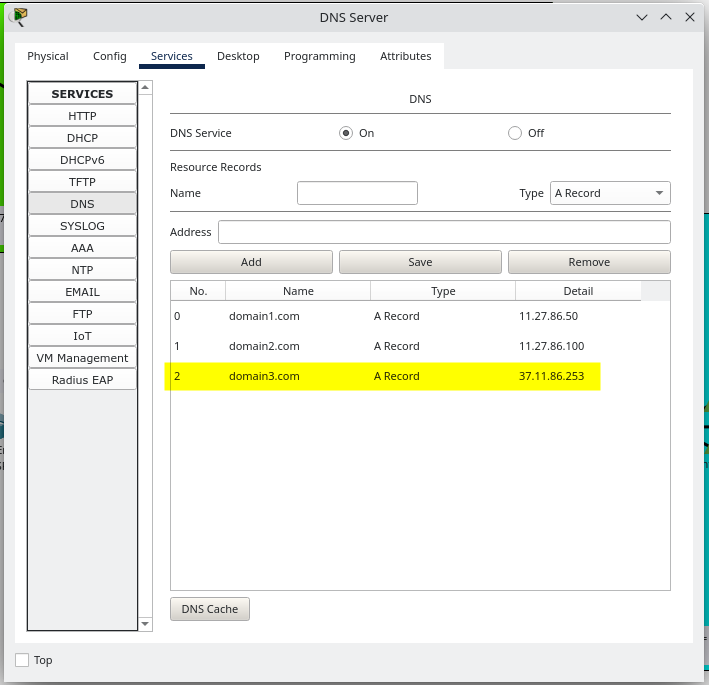 DNS Server
Physical Config Services Desktop Programming Attributes
SERVICES
HTTP
DHCP
DHCPv6
TFTP
DNS
SYSLOG
AAA
NTP
EMAIL
FTP
IoT
VM Management
Radius EAP
DNS
DNS Service On Off
Resource Records
Name Type A Record
Address
Add Save Remove
No. Name Type Detail
0 domain1.com A Record 11.27.86.50
1 domain2.com A Record 11.27.86.100
2 domain3.com A Record 37.11.86.253
DNS Cache
Top